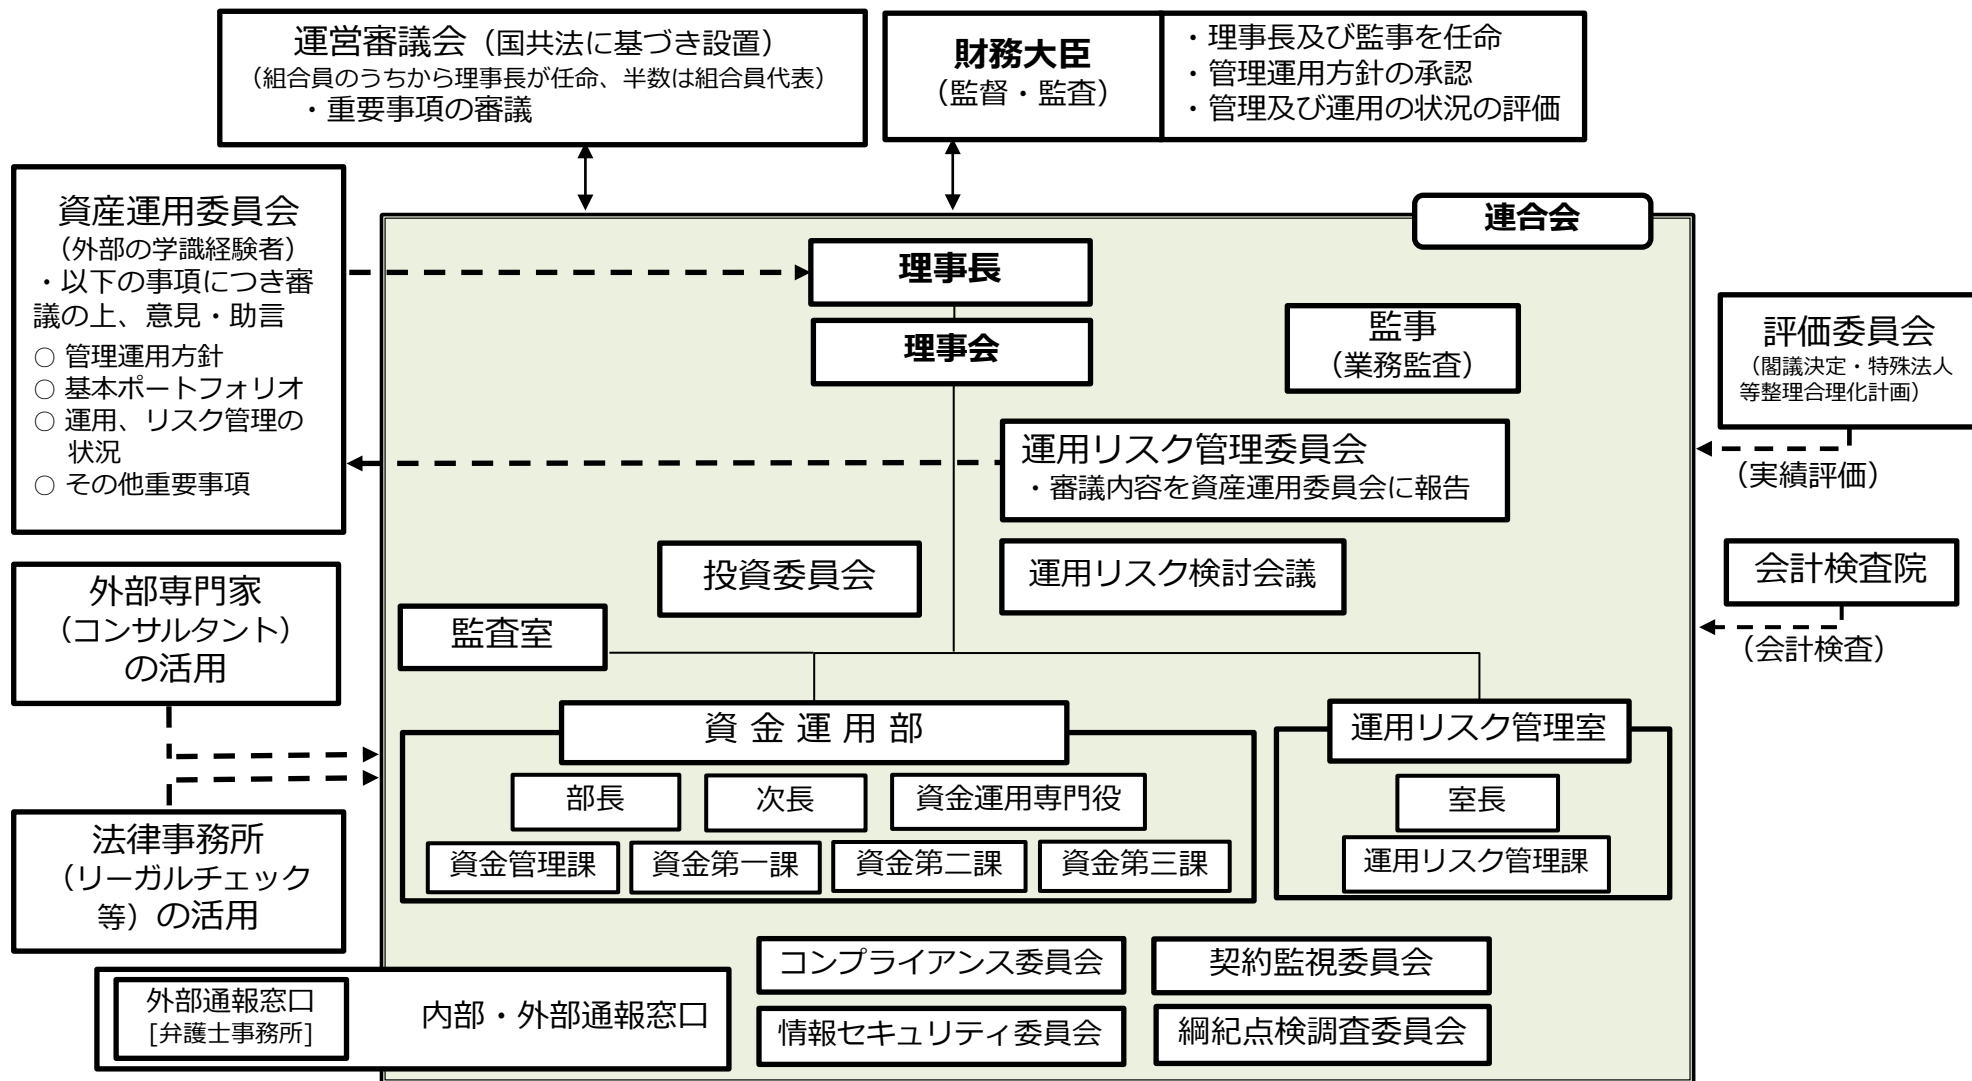 運営審議会（国共法に基づき設置）
（組合員のうちから理事長が任命、半数は組合員代表）
・重要事項の審議
財務大臣
（監督・監査）
・理事長及び監事を任命
・管理運用方針の承認
・管理及び運用の状況の評価
資産運用委員会
（外部の学識経験者）
・以下の事項につき審
議の上、意見・助言
○ 管理運用方針
○ 基本ポートフォリオ
○ 運用、リスク管理の
状況
○ その他重要事項
連合会
理事長
理事会
監事
（業務監査）
評価委員会
（閣議決定・特殊法人
等整理合理化計画）
（実績評価）
運用リスク管理委員会
・審議内容を資産運用委員会に報告
投資委員会
運用リスク検討会議
会計検査院
（会計検査）
外部専門家
（コンサルタント）
の活用
監査室
資金運用部
部長
次長
資金運用専門役
資金管理課
資金第一課
資金第二課
資金第三課
運用リスク管理室
室長
運用リスク管理課
法律事務所
（リーガルチェック
等）の活用
コンプライアンス委員会
契約監視委員会
外部通報窓口
[弁護士事務所]
内部・外部通報窓口
情報セキュリティ委員会
綱紀点検調査委員会